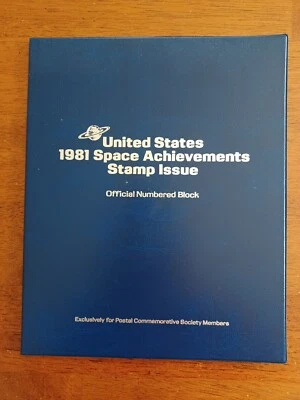 United States
1981 Space Achievements
Stamp Issue
Official Numbered Block
Exclusively for Postal Commemorative Society Members